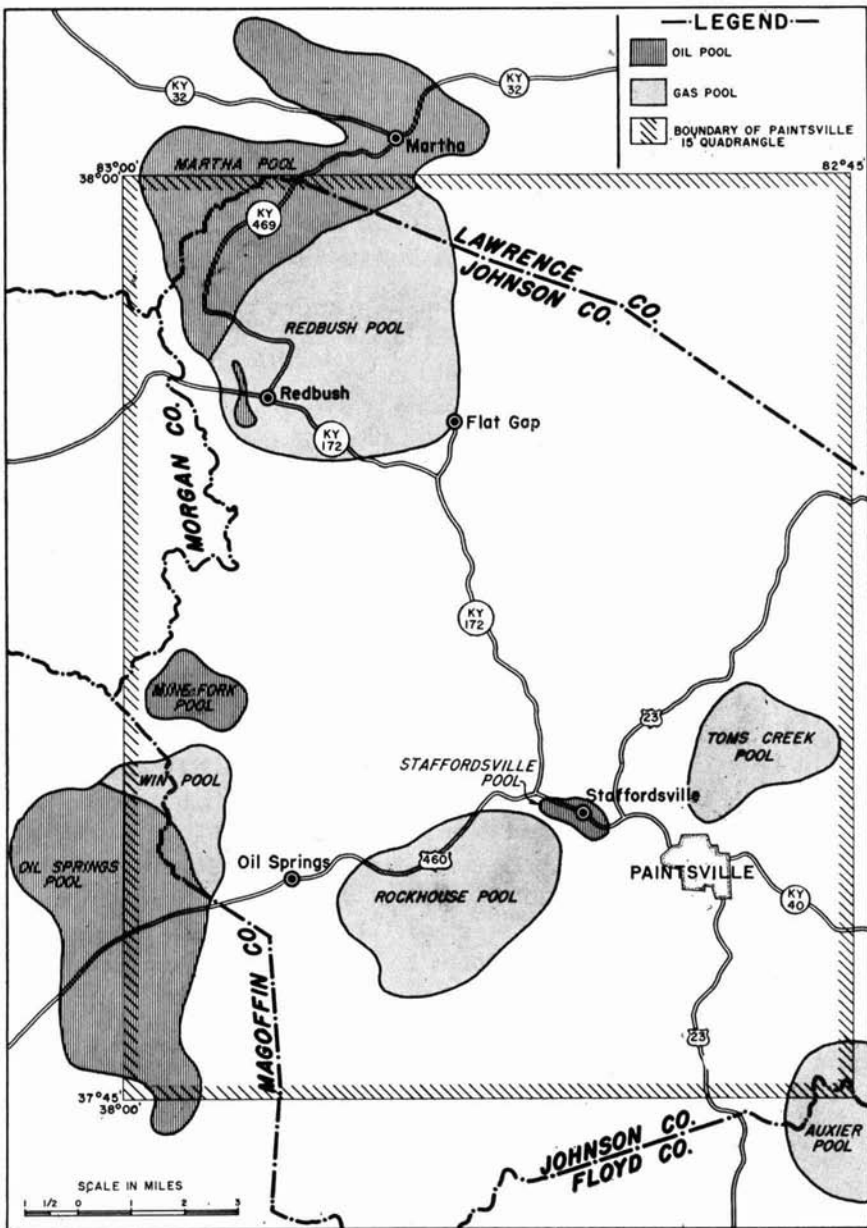 LEGEND
OIL POOL
GAS POOL
BOUNDARY OF PAINTSVILLE
15' QUADRANGLE
KY
32
KY
32
Martha
MARTHA POOL
83°00'
38°00'
82°45'
KY
469
LAWRENCE CO.
JOHNSON CO.
REDBUSH POOL
Redbush
Flat Gap
KY
172
MORGAN CO.
KY
172
MINE FORK
POOL
23
TOMS CREEK
POOL
WIN POOL
STAFFORDSVILLE
POOL
Staffordsville
OIL SPRINGS
POOL
Oil Springs
460
PAINTSVILLE
ROCKHOUSE POOL
KY
40
MAGOFFIN CO.
23
37°45'
38°00'
AUXIER
POOL
JOHNSON CO.
FLOYD CO.
SCALE IN MILES
1 1/2 0 1 2 3